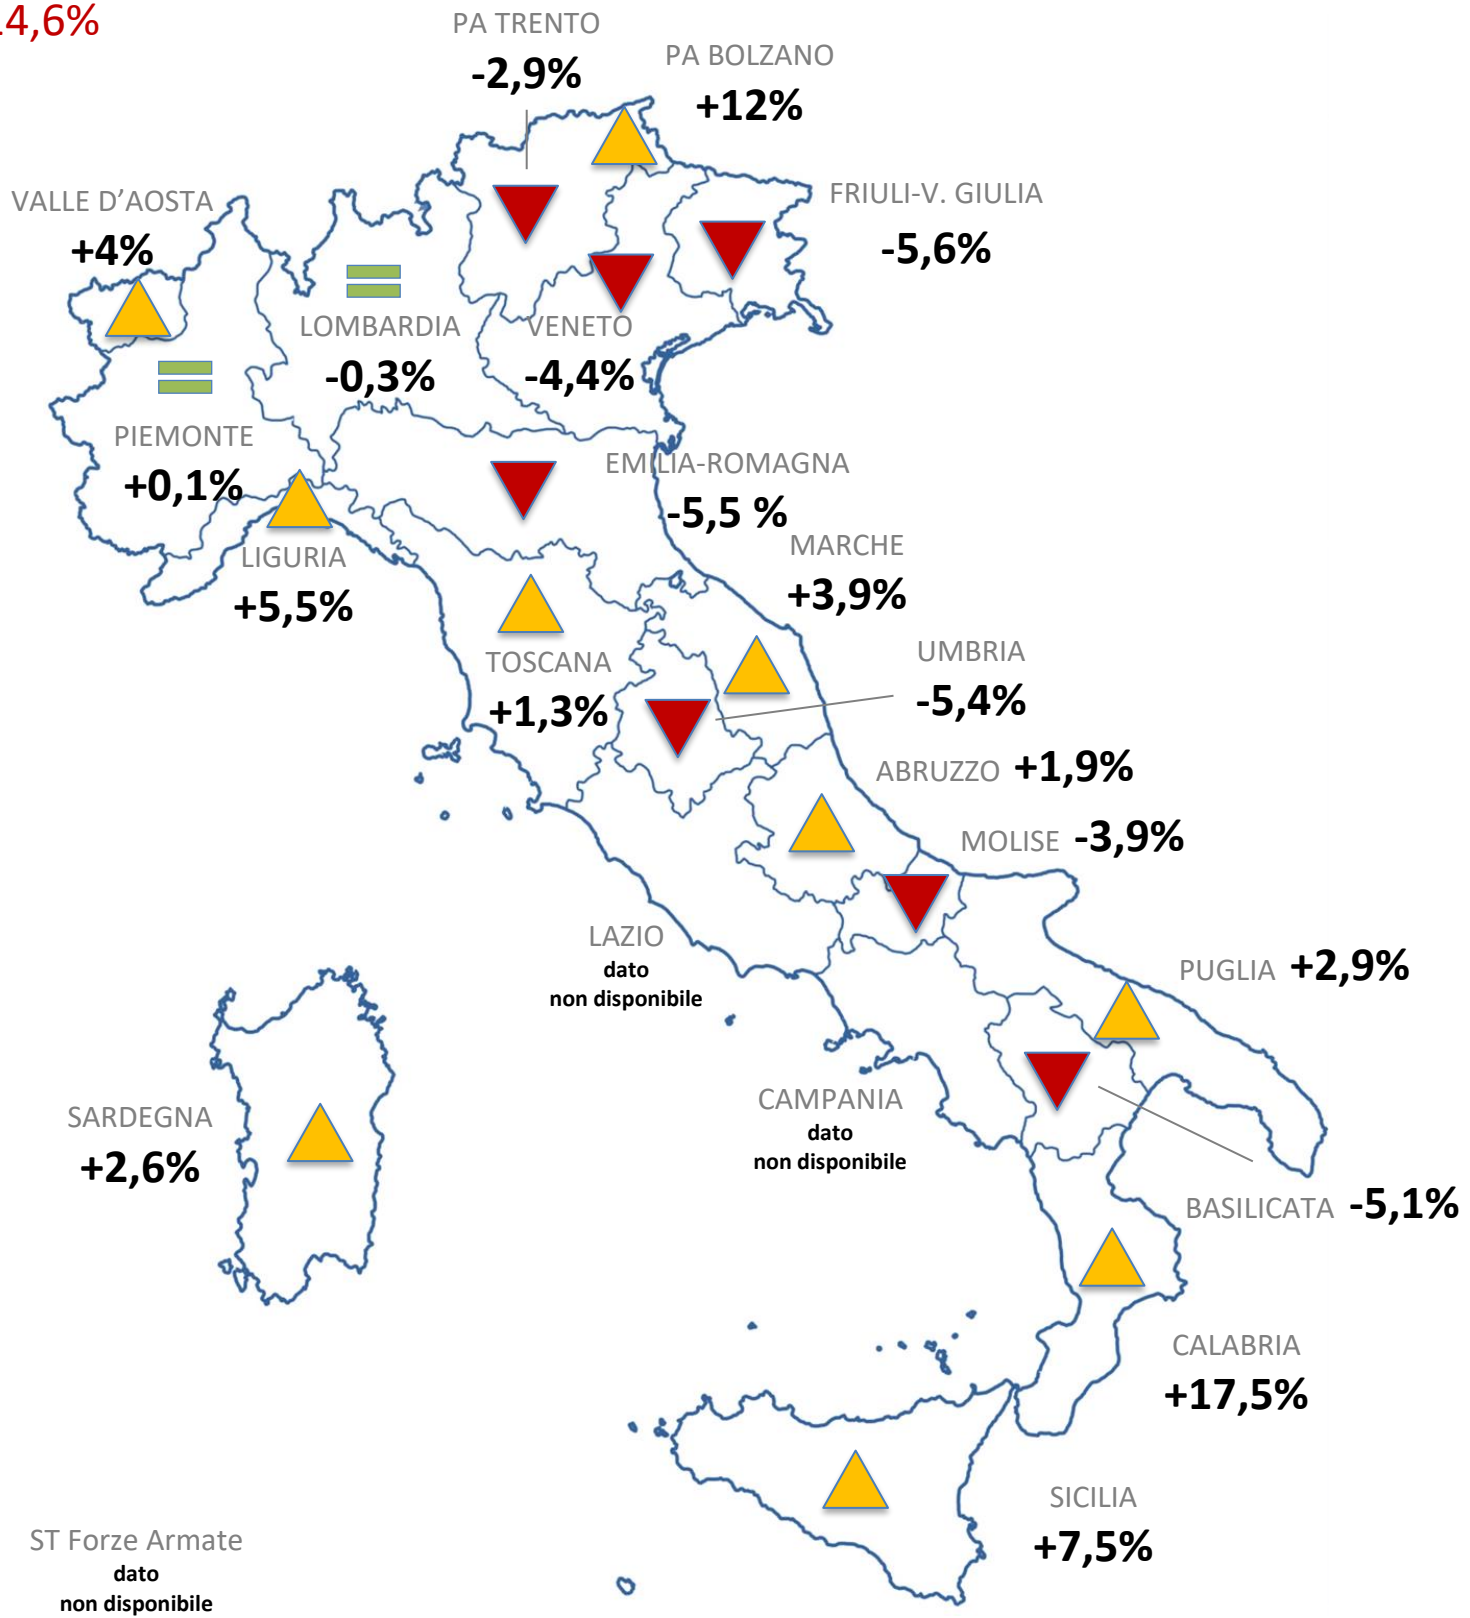 4,6%
PA TRENTO
-2,9%
PA BOLZANO
+12%
VALLE D’AOSTA
+4%
FRIULI-V. GIULIA
-5,6%
LOMBARDIA
-0,3%
VENETO
-4,4%
PIEMONTE
+0,1%
EMILIA-ROMAGNA
-5,5 %
LIGURIA
+5,5%
MARCHE
+3,9%
TOSCANA
+1,3%
UMBRIA
-5,4%
ABRUZZO +1,9%
MOLISE -3,9%
LAZIO
dato
non disponibile
PUGLIA +2,9%
SARDEGNA
+2,6%
CAMPANIA
dato
non disponibile
BASILICATA -5,1%
CALABRIA
+17,5%
SICILIA
+7,5%
ST Forze Armate
dato
non disponibile